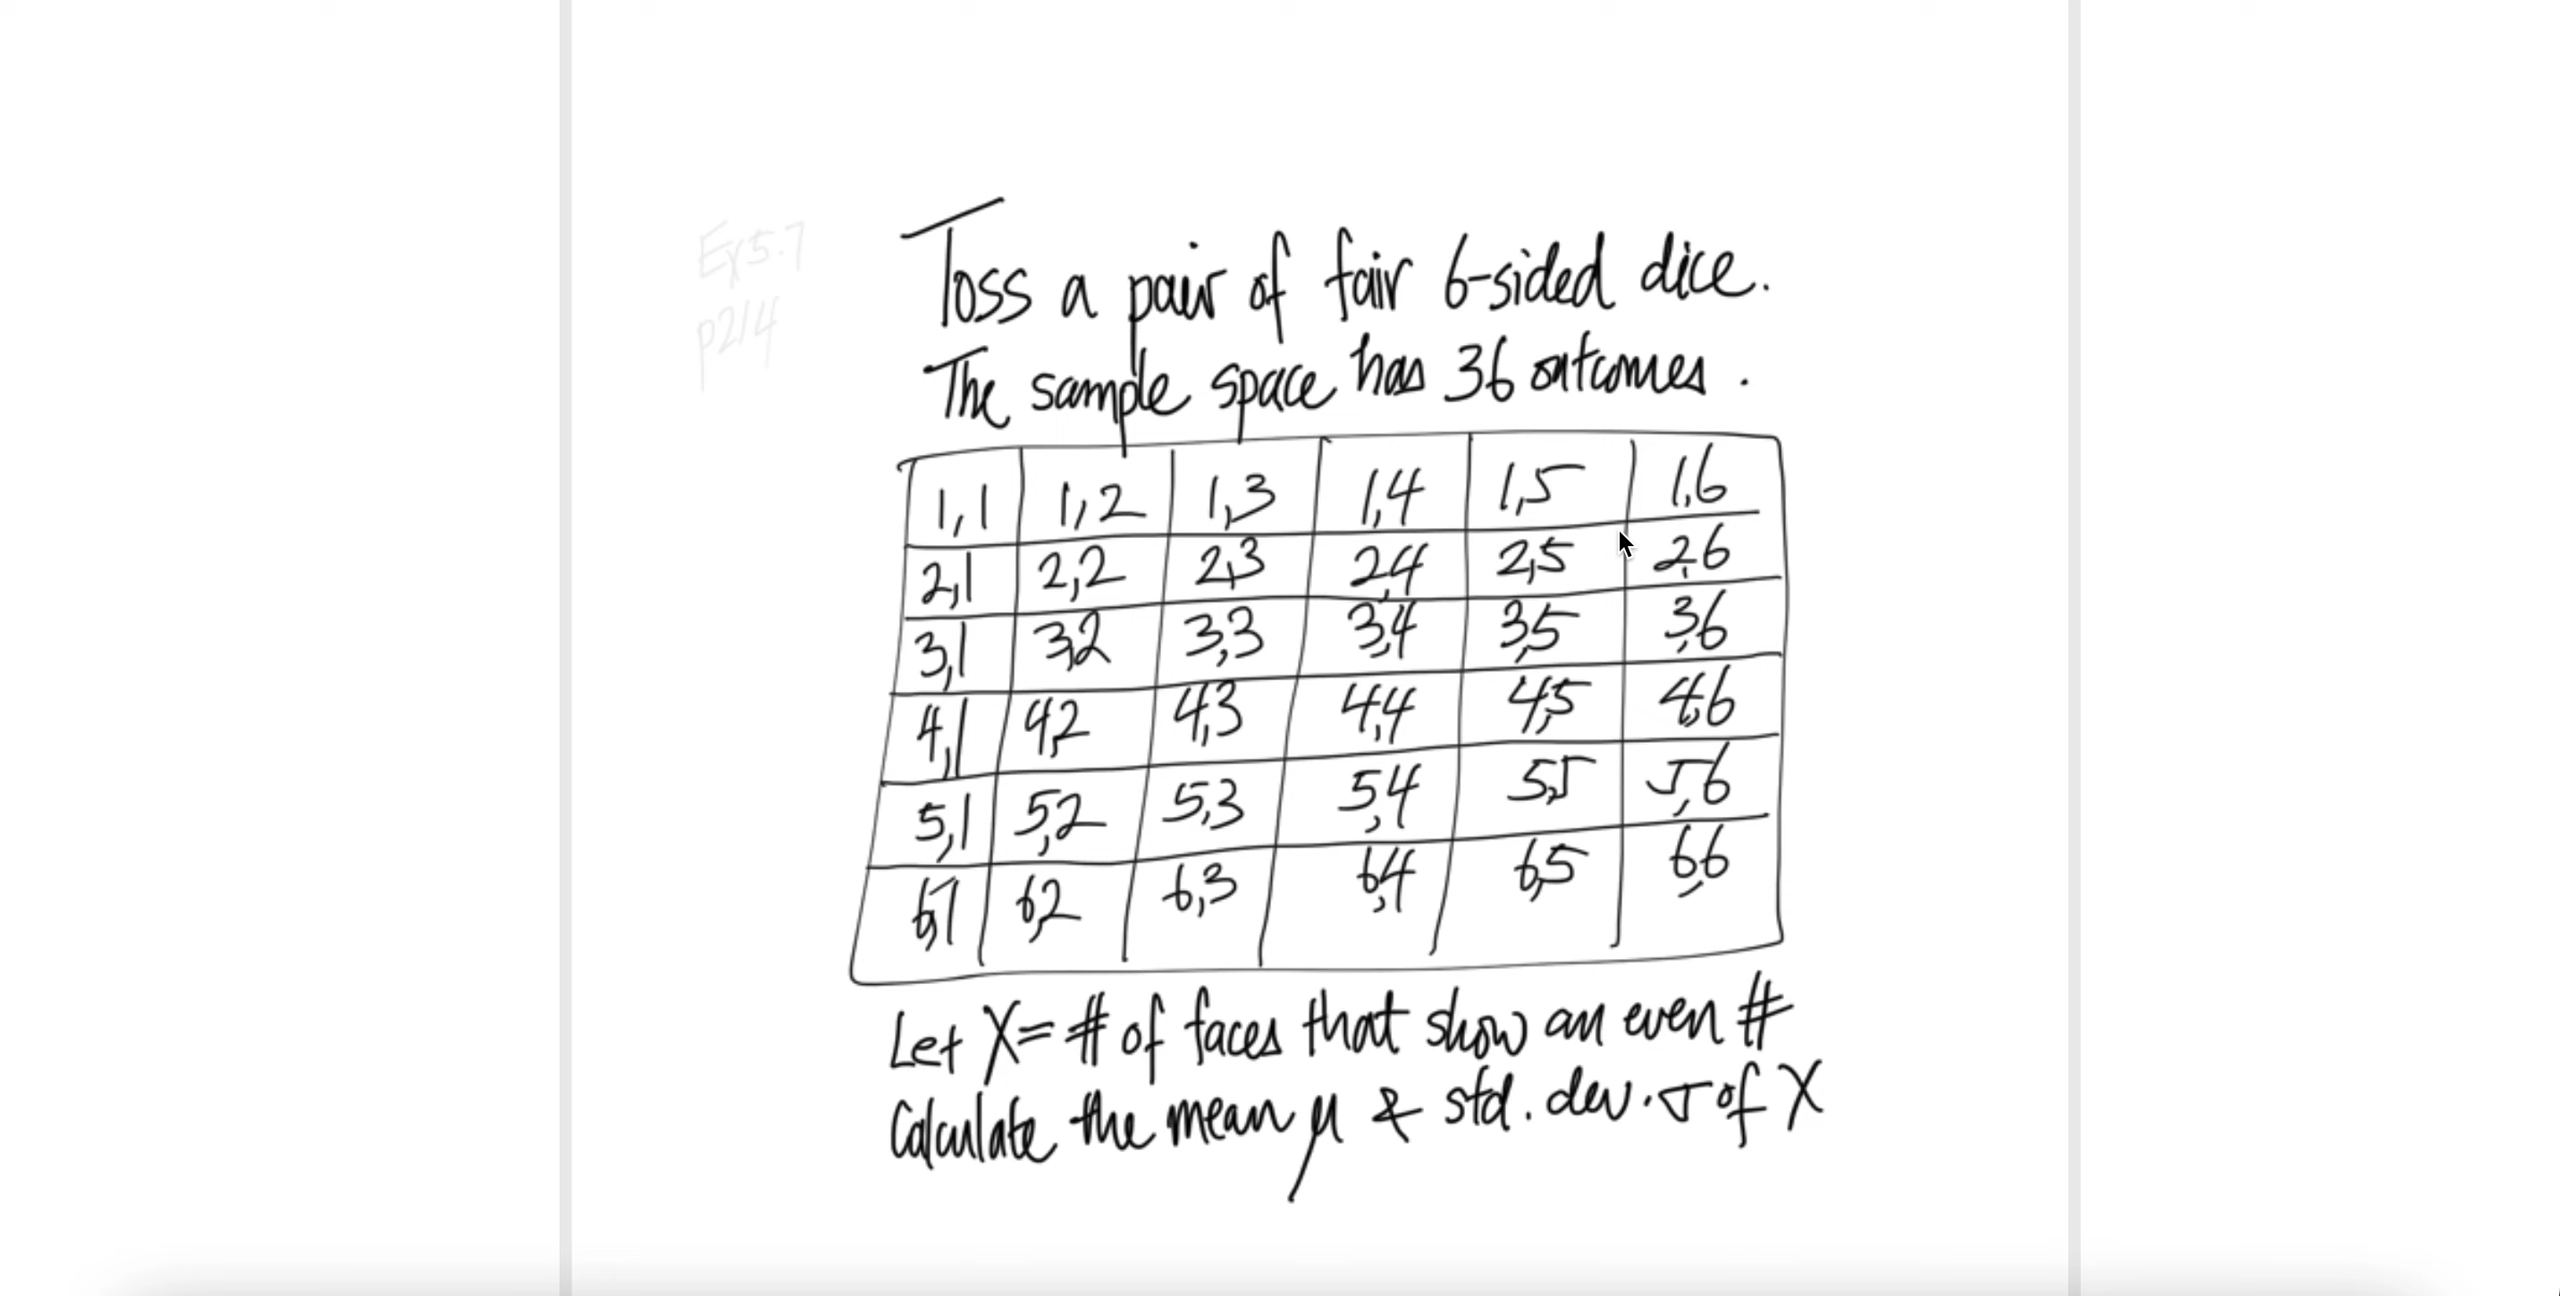 Ex 5.7
p214
Toss a pair of fair 6-sided dice.
The sample space has 36 outcomes.
1,1 1,2 1,3 1,4 1,5 1,6
2,1 2,2 2,3 2,4 2,5 2,6
3,1 3,2 3,3 3,4 3,5 3,6
4,1 4,2 4,3 4,4 4,5 4,6
5,1 5,2 5,3 5,4 5,5 5,6
6,1 6,2 6,3 6,4 6,5 6,6
Let X = # of faces that show an even #
Calculate the mean μ & std. dev. σ of X